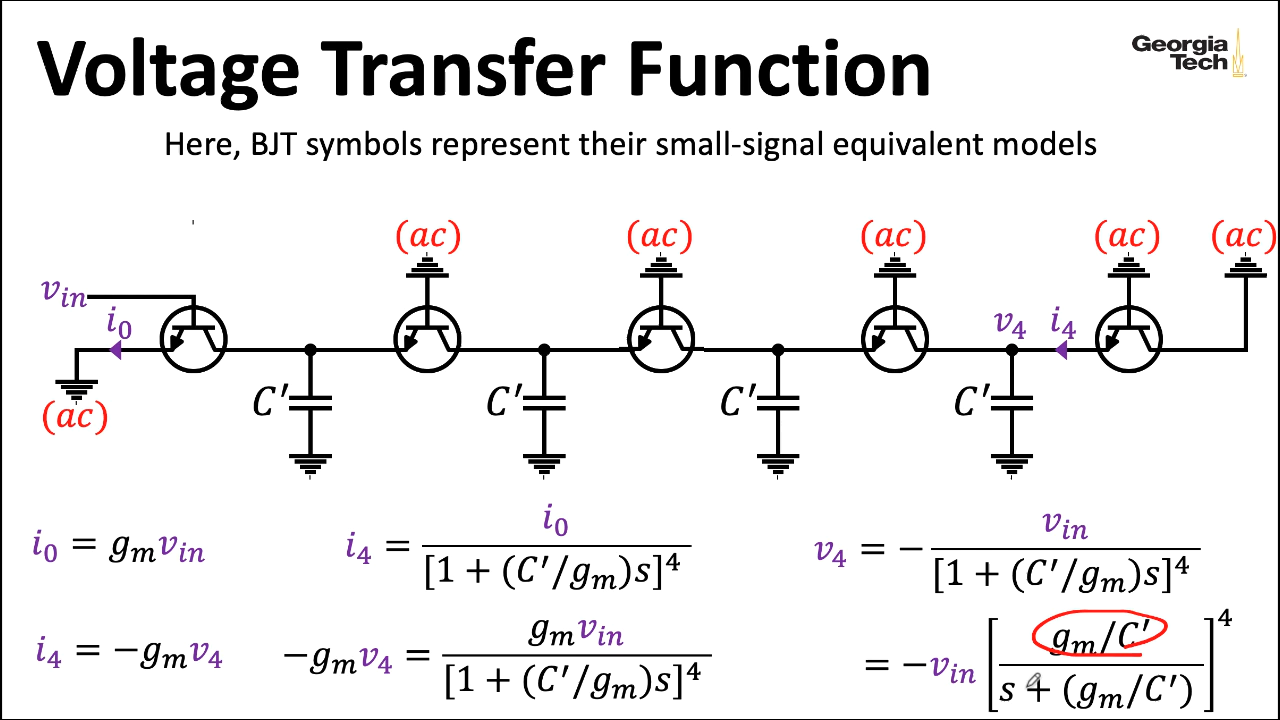 Voltage Transfer Function
Georgia
Tech
Here, BJT symbols represent their small-signal equivalent models
(ac) (ac) (ac) (ac) (ac)
v_in
i_0 v_4 i_4
C′ C′ C′ C′
(ac)
i_0 = g_m v_in
i_4 = i_0 / [1 + (C′/g_m)s]^4
v_4 = − v_in / [1 + (C′/g_m)s]^4
i_4 = −g_m v_4
−g_m v_4 = g_m v_in / [1 + (C′/g_m)s]^4
= −v_in [ g_m/C′ / s + (g_m/C′) ]^4